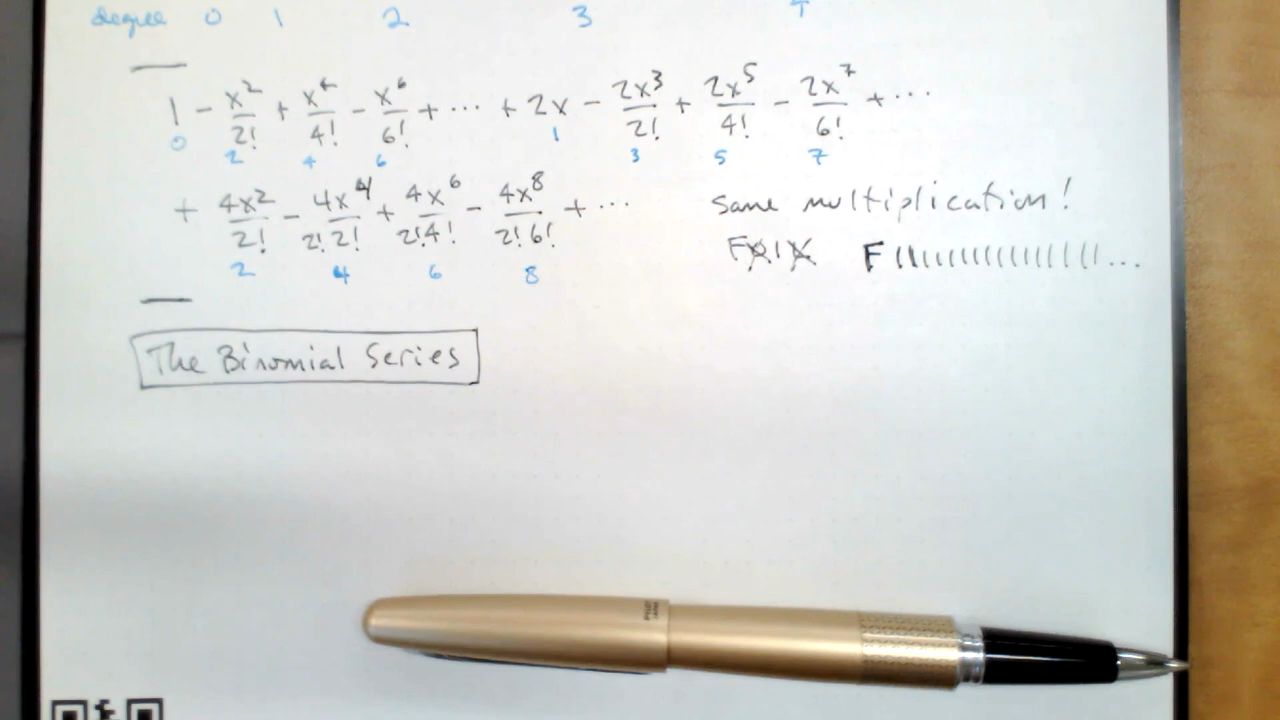 degree 0 1 2 3 4
1 - x²/2! + x⁴/4! - x⁶/6! + ... + 2x - 2x³/2! + 2x⁵/4! - 2x⁷/6! + ...
0 2 4 6 1 3 5 7
+ 4x²/2! - 4x⁴/2!2! + 4x⁶/2!4! - 4x⁸/2!6! + ...
2 4 6 8
same multiplication!
FOIL F I I I I I I I I I I I I I I I I ...
The Binomial Series